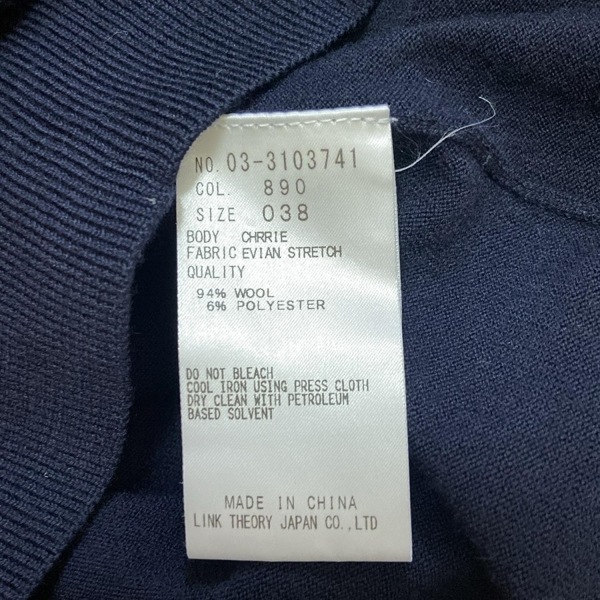 NO. 03-3103741
COL. 890
SIZE 038
BODY CHRRIE
FABRIC EVIAN STRETCH
QUALITY
94% WOOL
6% POLYESTER
DO NOT BLEACH
COOL IRON USING PRESS CLOTH
DRY CLEAN WITH PETROLEUM
BASED SOLVENT
MADE IN CHINA
LINK THEORY JAPAN CO.,LTD